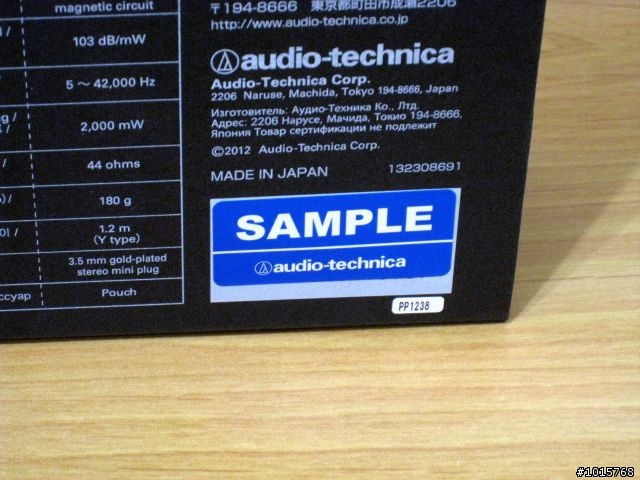 magnetic circuit
103 dB/mW
5 ～ 42,000 Hz
2,000 mW
44 ohms
180 g
1.2 m
(Y type)
3.5 mm gold-plated
stereo mini plug
ccуар
Pouch
〒194-8666 東京都町田市成瀬2206
http://www.audio-technica.co.jp
audio-technica
Audio-Technica Corp.
2206 Naruse, Machida, Tokyo 194-8666, Japan
Изготовитель: Аудио-Техника Ко., Лтд.
Адрес: 2206 Нарусе, Мачида, Токио 194-8666,
Япония Товар сертификации не подлежит
©2012 Audio-Technica Corp.
MADE IN JAPAN 132308691
SAMPLE
audio-technica
PP1238
#1015768